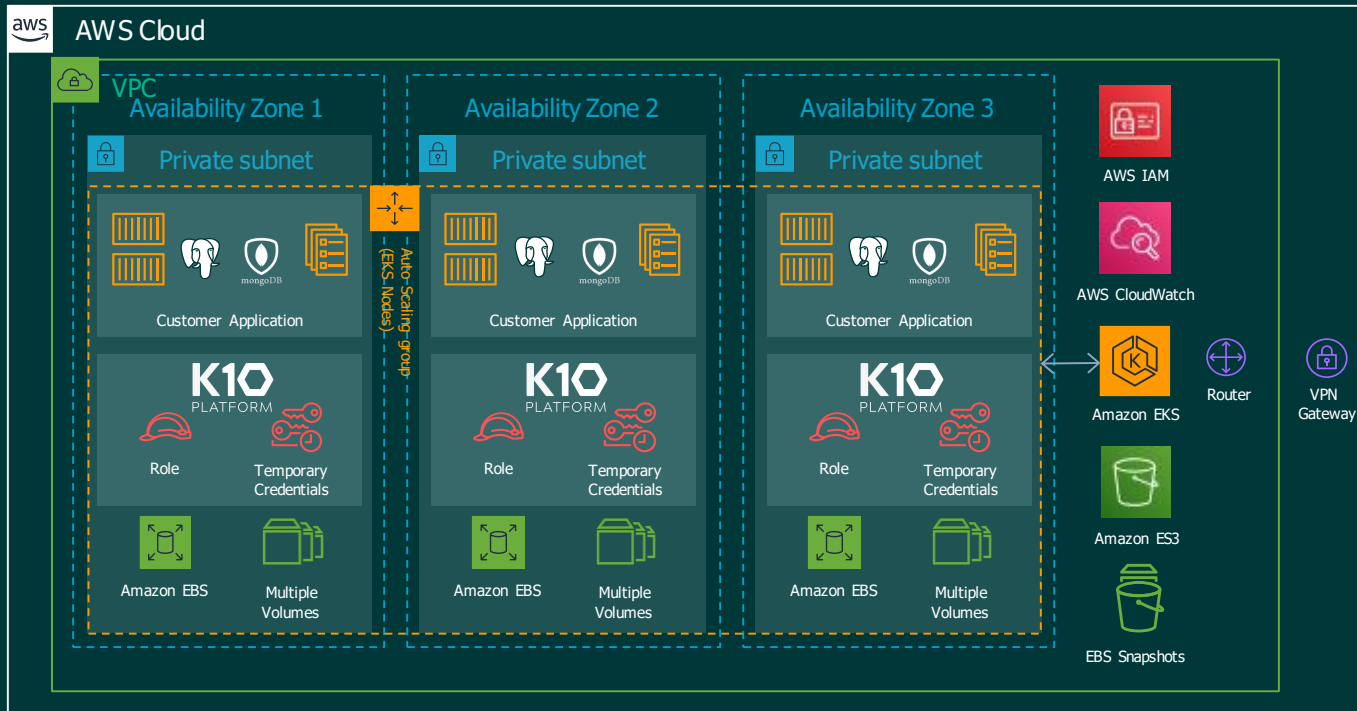 aws
AWS Cloud
VPC
Availability Zone 1
Availability Zone 2
Availability Zone 3
Private subnet
Private subnet
Private subnet
mongoDB
mongoDB
mongoDB
Customer Application
Customer Application
Customer Application
Auto Scaling group
(EKS Nodes)
K10
PLATFORM
K10
PLATFORM
K10
PLATFORM
Role
Temporary
Credentials
Role
Temporary
Credentials
Role
Temporary
Credentials
Amazon EBS
Multiple
Volumes
Amazon EBS
Multiple
Volumes
Amazon EBS
Multiple
Volumes
AWS IAM
AWS CloudWatch
K
Amazon EKS
Router
VPN
Gateway
Amazon ES3
EBS Snapshots